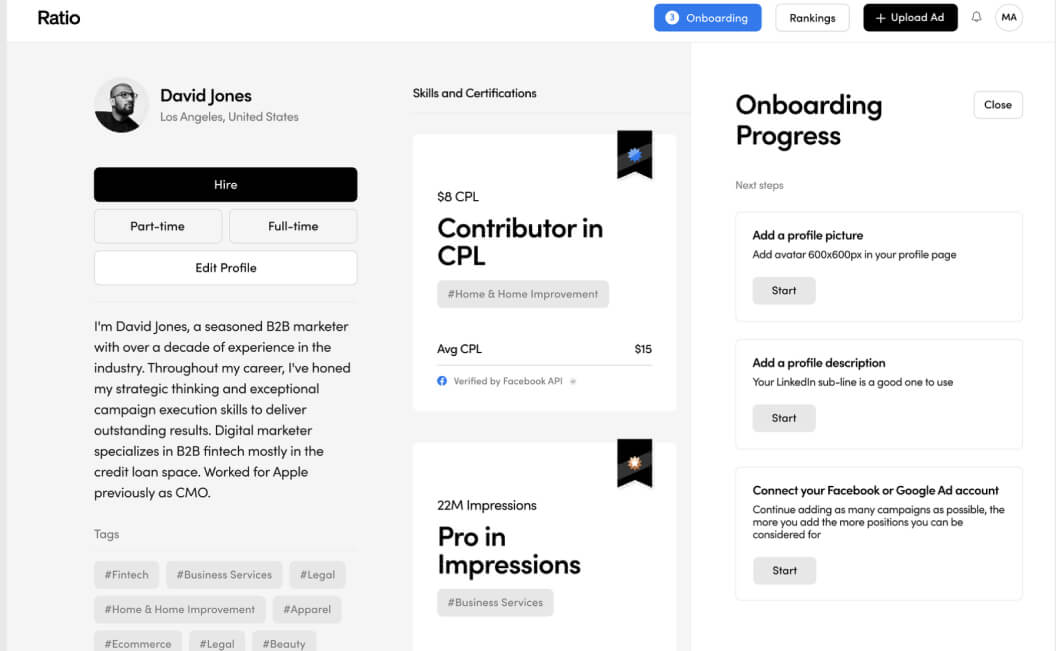 Ratio
3 Onboarding
Rankings
+ Upload Ad
MA
David Jones
Los Angeles, United States
Hire
Part-time
Full-time
Edit Profile
I'm David Jones, a seasoned B2B marketer
with over a decade of experience in the
industry. Throughout my career, I've honed
my strategic thinking and exceptional
campaign execution skills to deliver
outstanding results. Digital marketer
specializes in B2B fintech mostly in the
credit loan space. Worked for Apple
previously as CMO.
Tags
#Fintech
#Business Services
#Legal
#Home & Home Improvement
#Apparel
#Ecommerce
#Legal
#Beauty
Skills and Certifications
$8 CPL
Contributor in
CPL
#Home & Home Improvement
Avg CPL
$15
Verified by Facebook API
22M Impressions
Pro in
Impressions
#Business Services
Onboarding
Progress
Close
Next steps
Add a profile picture
Add avatar 600x600px in your profile page
Start
Add a profile description
Your LinkedIn sub-line is a good one to use
Start
Connect your Facebook or Google Ad account
Continue adding as many campaigns as possible, the
more you add the more positions you can be
considered for
Start